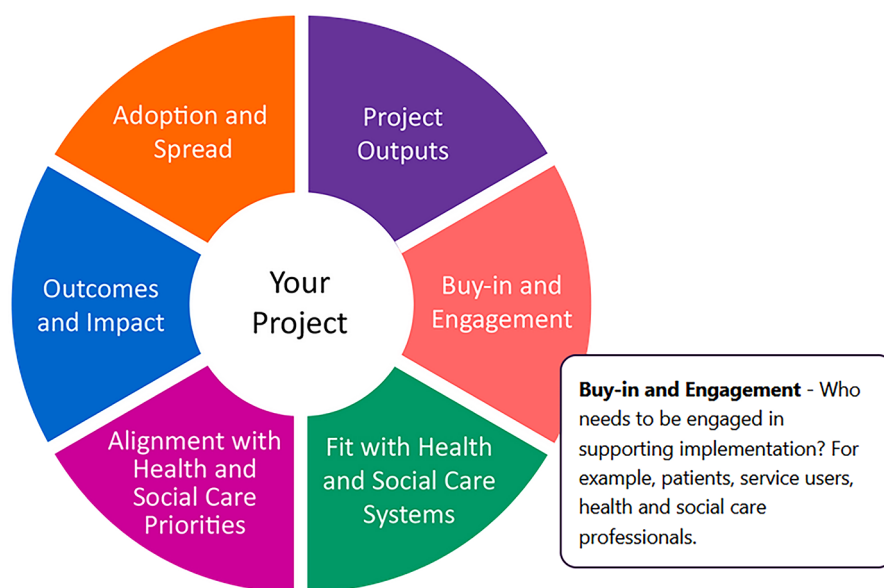 Adoption and
Spread
Project
Outputs
Outcomes
and Impact
Your
Project
Buy-in and
Engagement
Alignment with
Health and
Social Care
Priorities
Fit with Health
and Social Care
Systems
Buy-in and Engagement - Who
needs to be engaged in
supporting implementation? For
example, patients, service users,
health and social care
professionals.